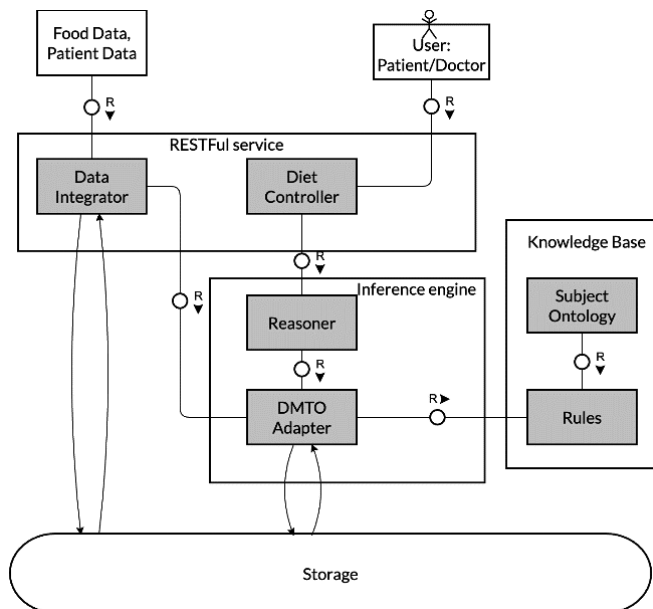 Food Data,
Patient Data
User:
Patient/Doctor
R
R
RESTFul service
Data
Integrator
Diet
Controller
R
R
Knowledge Base
Inference engine
Subject
Ontology
Reasoner
R
R
R
DMTO
Adapter
Rules
Storage